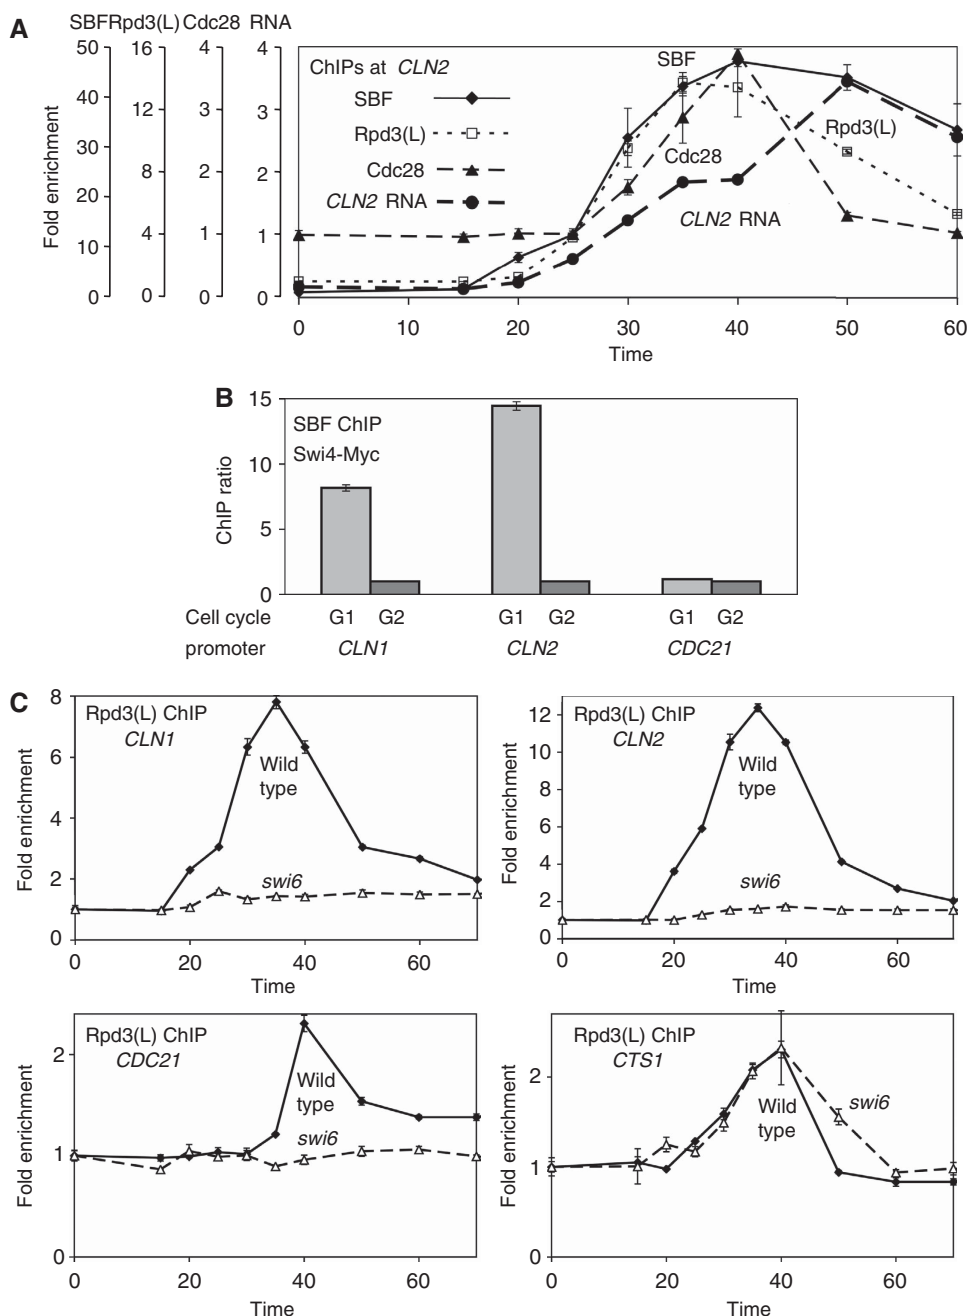 A
SBF Rpd3(L) Cdc28 RNA
50 16 4 4
40 12 3 3
30 8 2 2
20 4 1 1
10 0 0 0
0
Fold enrichment
ChIPs at CLN2
SBF
Rpd3(L)
Cdc28
CLN2 RNA
SBF
Rpd3(L)
Cdc28
CLN2 RNA
0 10 20 30 40 50 60
Time
B
15
10
5
0
ChIP ratio
SBF ChIP
Swi4-Myc
Cell cycle G1 G2 G1 G2 G1 G2
promoter CLN1 CLN2 CDC21
C
8
6
4
2
0
Fold enrichment
Rpd3(L) ChIP
CLN1
Wild
type
swi6
0 20 40 60
Time
12
10
8
6
4
2
0
Fold enrichment
Rpd3(L) ChIP
CLN2
Wild
type
swi6
0 20 40 60
Time
2
1
0
Fold enrichment
Rpd3(L) ChIP
CDC21
Wild
type
swi6
0 20 40 60
Time
2
1
0
Fold enrichment
Rpd3(L) ChIP
CTS1
swi6
Wild
type
0 20 40 60
Time